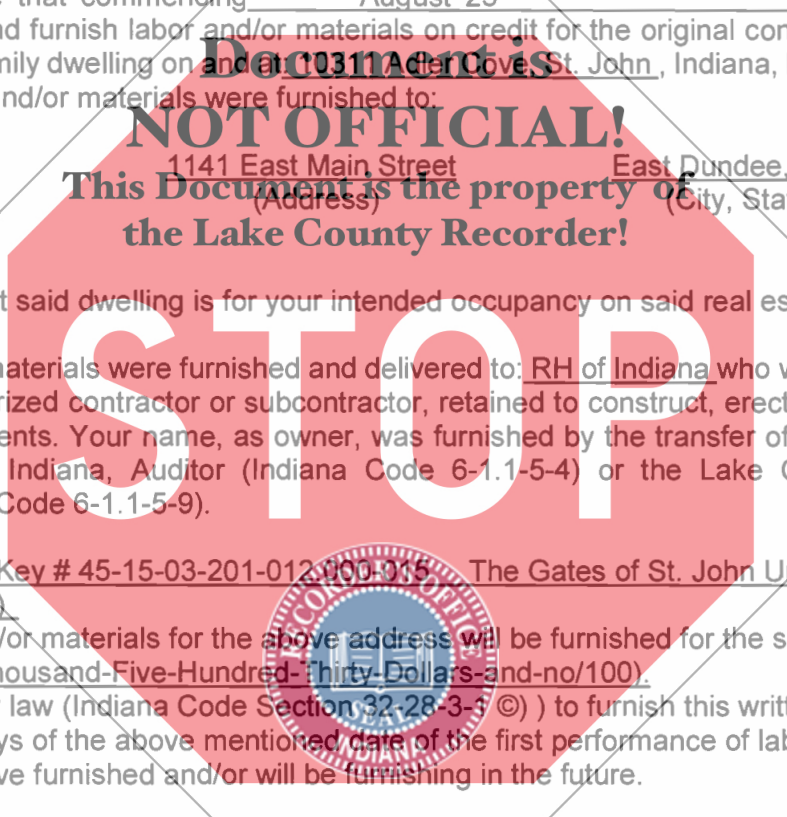 that commencing August 25
nd furnish labor and/or materials on credit for the original con
mily dwelling on and at: 10311 Adler Cove, St. John , Indiana,
and/or materials were furnished to:
1141 East Main Street East Dundee,
(Address) (City, Sta
Document is
NOT OFFICIAL!
This Document is the property of
the Lake County Recorder!
t said dwelling is for your intended occupancy on said real es
STOP
materials were furnished and delivered to: RH of Indiana who w
rized contractor or subcontractor, retained to construct, erect
ents. Your name, as owner, was furnished by the transfer of
Indiana, Auditor (Indiana Code 6-1.1-5-4) or the Lake C
Code 6-1.1-5-9).
Key # 45-15-03-201-012.000-015 The Gates of St. John U
)
/or materials for the above address will be furnished for the s
housand-Five-Hundred-Thirty-Dollars-and-no/100).
law (Indiana Code Section 32-28-3-1 ©) ) to furnish this writt
ys of the above mentioned date of the first performance of lab
ve furnished and/or will be furnishing in the future.
RECORDER'S OFFICE
SEAL
INDIANA